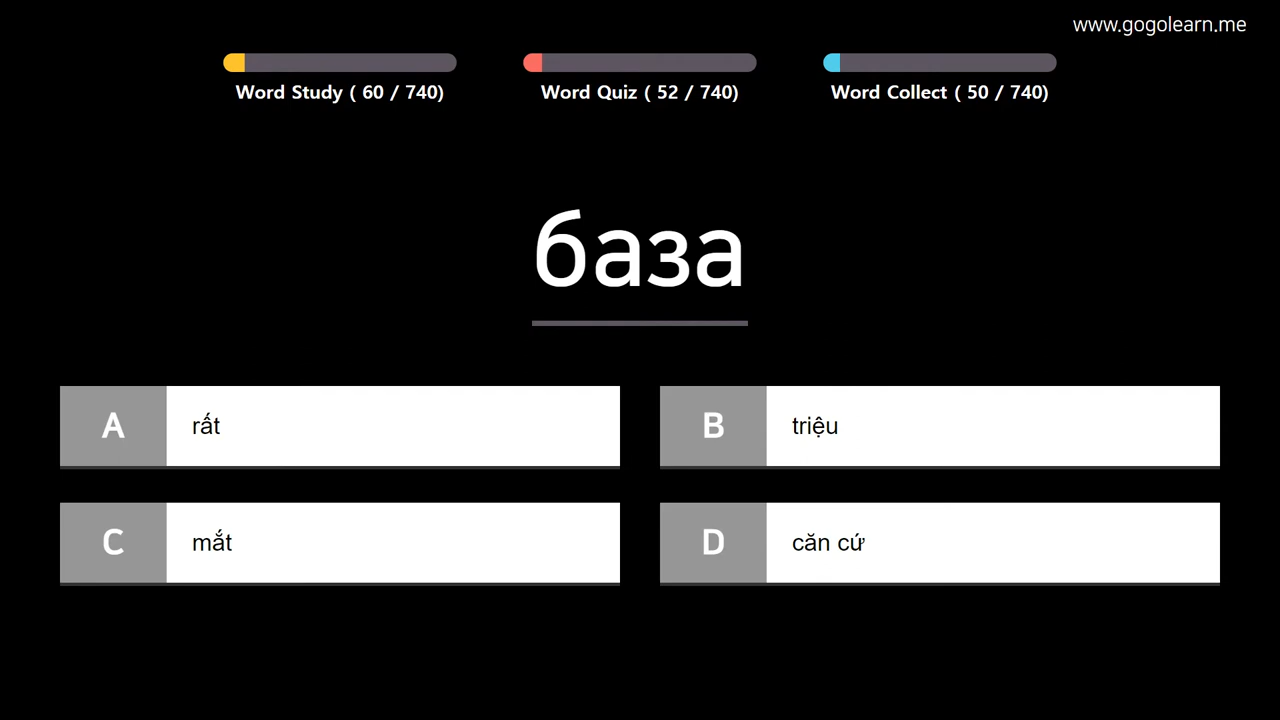 www.gogolearn.me
Word Study ( 60 / 740)
Word Quiz ( 52 / 740)
Word Collect ( 50 / 740)
база
A rất
B triệu
C mắt
D căn cứ